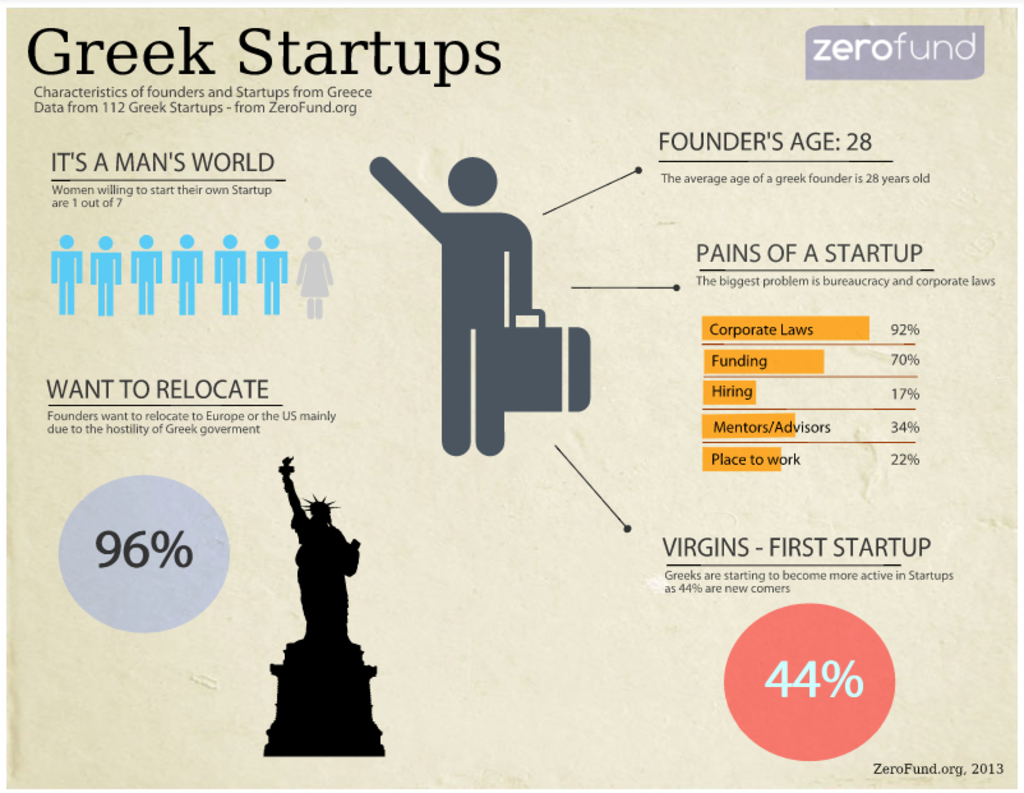 Greek Startups
zerofund
Characteristics of founders and Startups from Greece
Data from 112 Greek Startups - from ZeroFund.org
IT'S A MAN'S WORLD
Women willing to start their own Startup
are 1 out of 7
FOUNDER'S AGE: 28
The average age of a greek founder is 28 years old
PAINS OF A STARTUP
The biggest problem is bureaucracy and corporate laws
Corporate Laws 92%
Funding 70%
Hiring 17%
Mentors/Advisors 34%
Place to work 22%
WANT TO RELOCATE
Founders want to relocate to Europe or the US mainly
due to the hostility of Greek goverment
96%
VIRGINS - FIRST STARTUP
Greeks are starting to become more active in Startups
as 44% are new comers
44%
ZeroFund.org, 2013